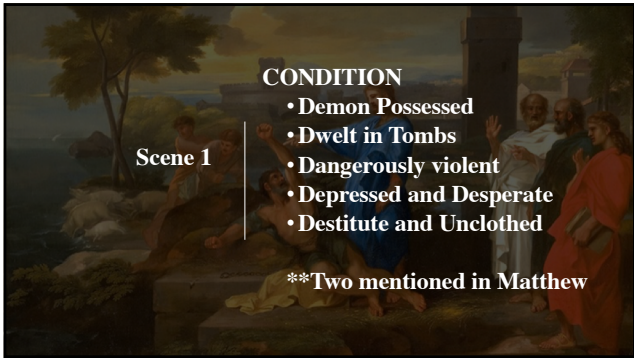 Scene 1
CONDITION
• Demon Possessed
• Dwelt in Tombs
• Dangerously violent
• Depressed and Desperate
• Destitute and Unclothed
**Two mentioned in Matthew